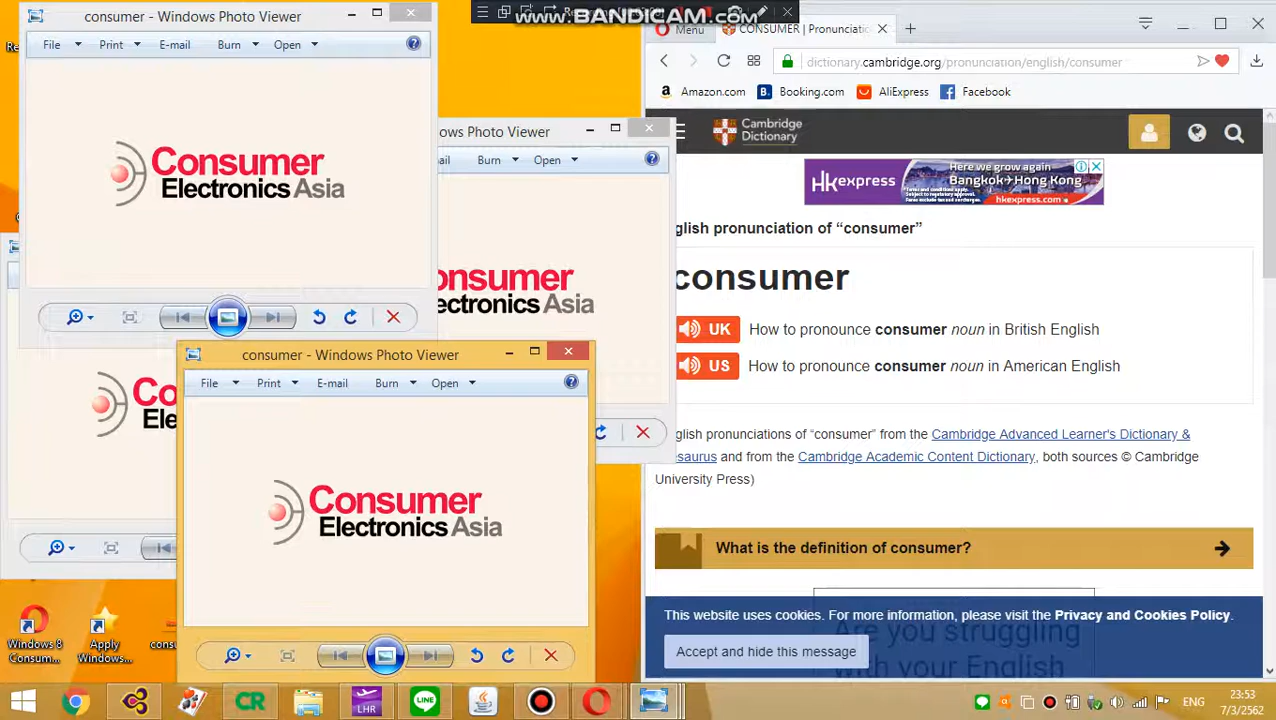 consumer - Windows Photo Viewer
File Print E-mail Burn Open
Consumer
Electronics Asia
www.BANDICAM.com
ows Photo Viewer
ail Burn Open
onsumer
ectronics Asia
Co
Ele
consumer - Windows Photo Viewer
File Print E-mail Burn Open
Consumer
Electronics Asia
Windows 8
Consum...
Apply
Windows...
Menu
CONSUMER | Pronunciatio
dictionary.cambridge.org/pronunciation/english/consumer
Amazon.com Booking.com AliExpress Facebook
Cambridge
Dictionary
hkexpress
Here we grow again
Bangkok Hong Kong
hkexpress.com
glish pronunciation of “consumer”
consumer
UK How to pronounce consumer noun in British English
US How to pronounce consumer noun in American English
glish pronunciations of “consumer” from the Cambridge Advanced Learner's Dictionary &
esaurus and from the Cambridge Academic Content Dictionary, both sources © Cambridge
University Press)
What is the definition of consumer?
This website uses cookies. For more information, please visit the Privacy and Cookies Policy.
Accept and hide this message
Are you struggling
with your English
CR
LHR
LINE
ENG
23:53
7/3/2562